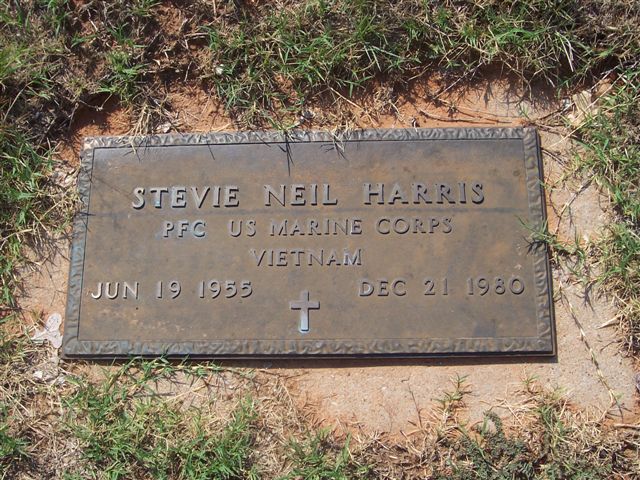 STEVIE NEIL HARRIS
PFC US MARINE CORPS
VIETNAM
JUN 19 1955 DEC 21 1980